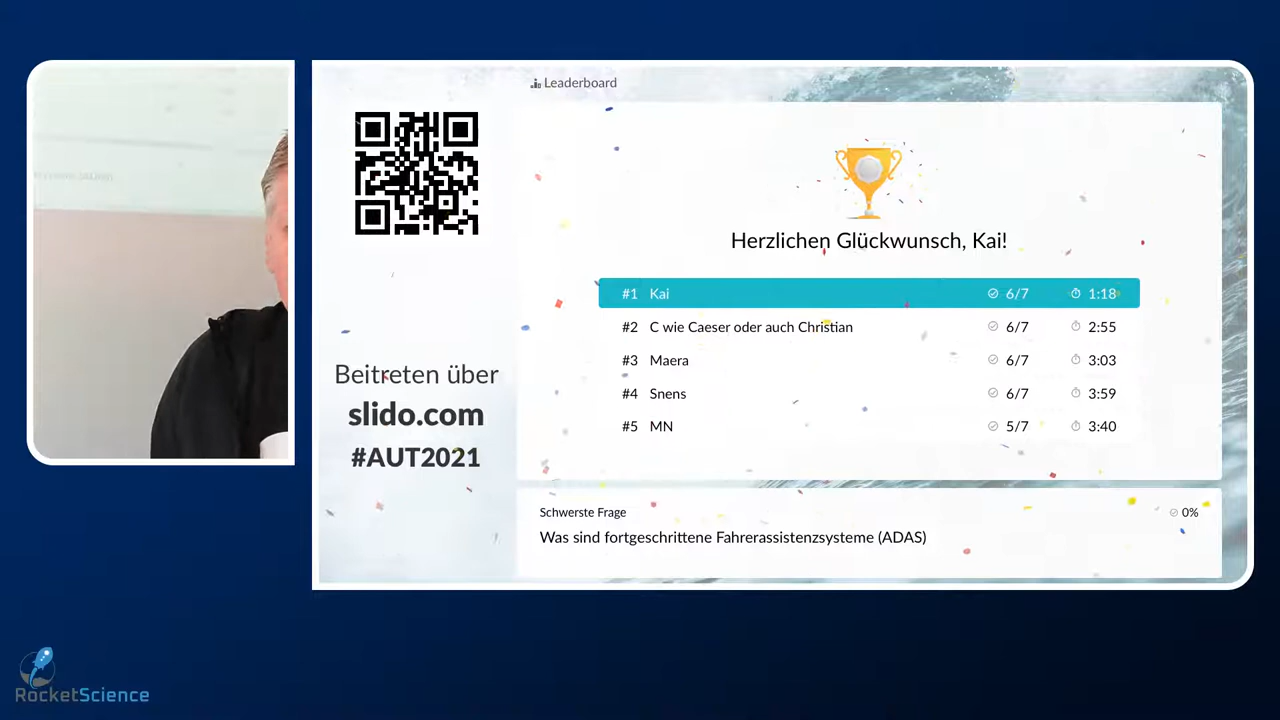 Leaderboard
Herzlichen Glückwunsch, Kai!
#1 Kai 6/7 1:18
#2 C wie Caeser oder auch Christian 6/7 2:55
#3 Maera 6/7 3:03
#4 Snens 6/7 3:59
#5 MN 5/7 3:40
Beitreten über
slido.com
#AUT2021
Schwerste Frage 0%
Was sind fortgeschrittene Fahrerassistenzsysteme (ADAS)
RocketScience